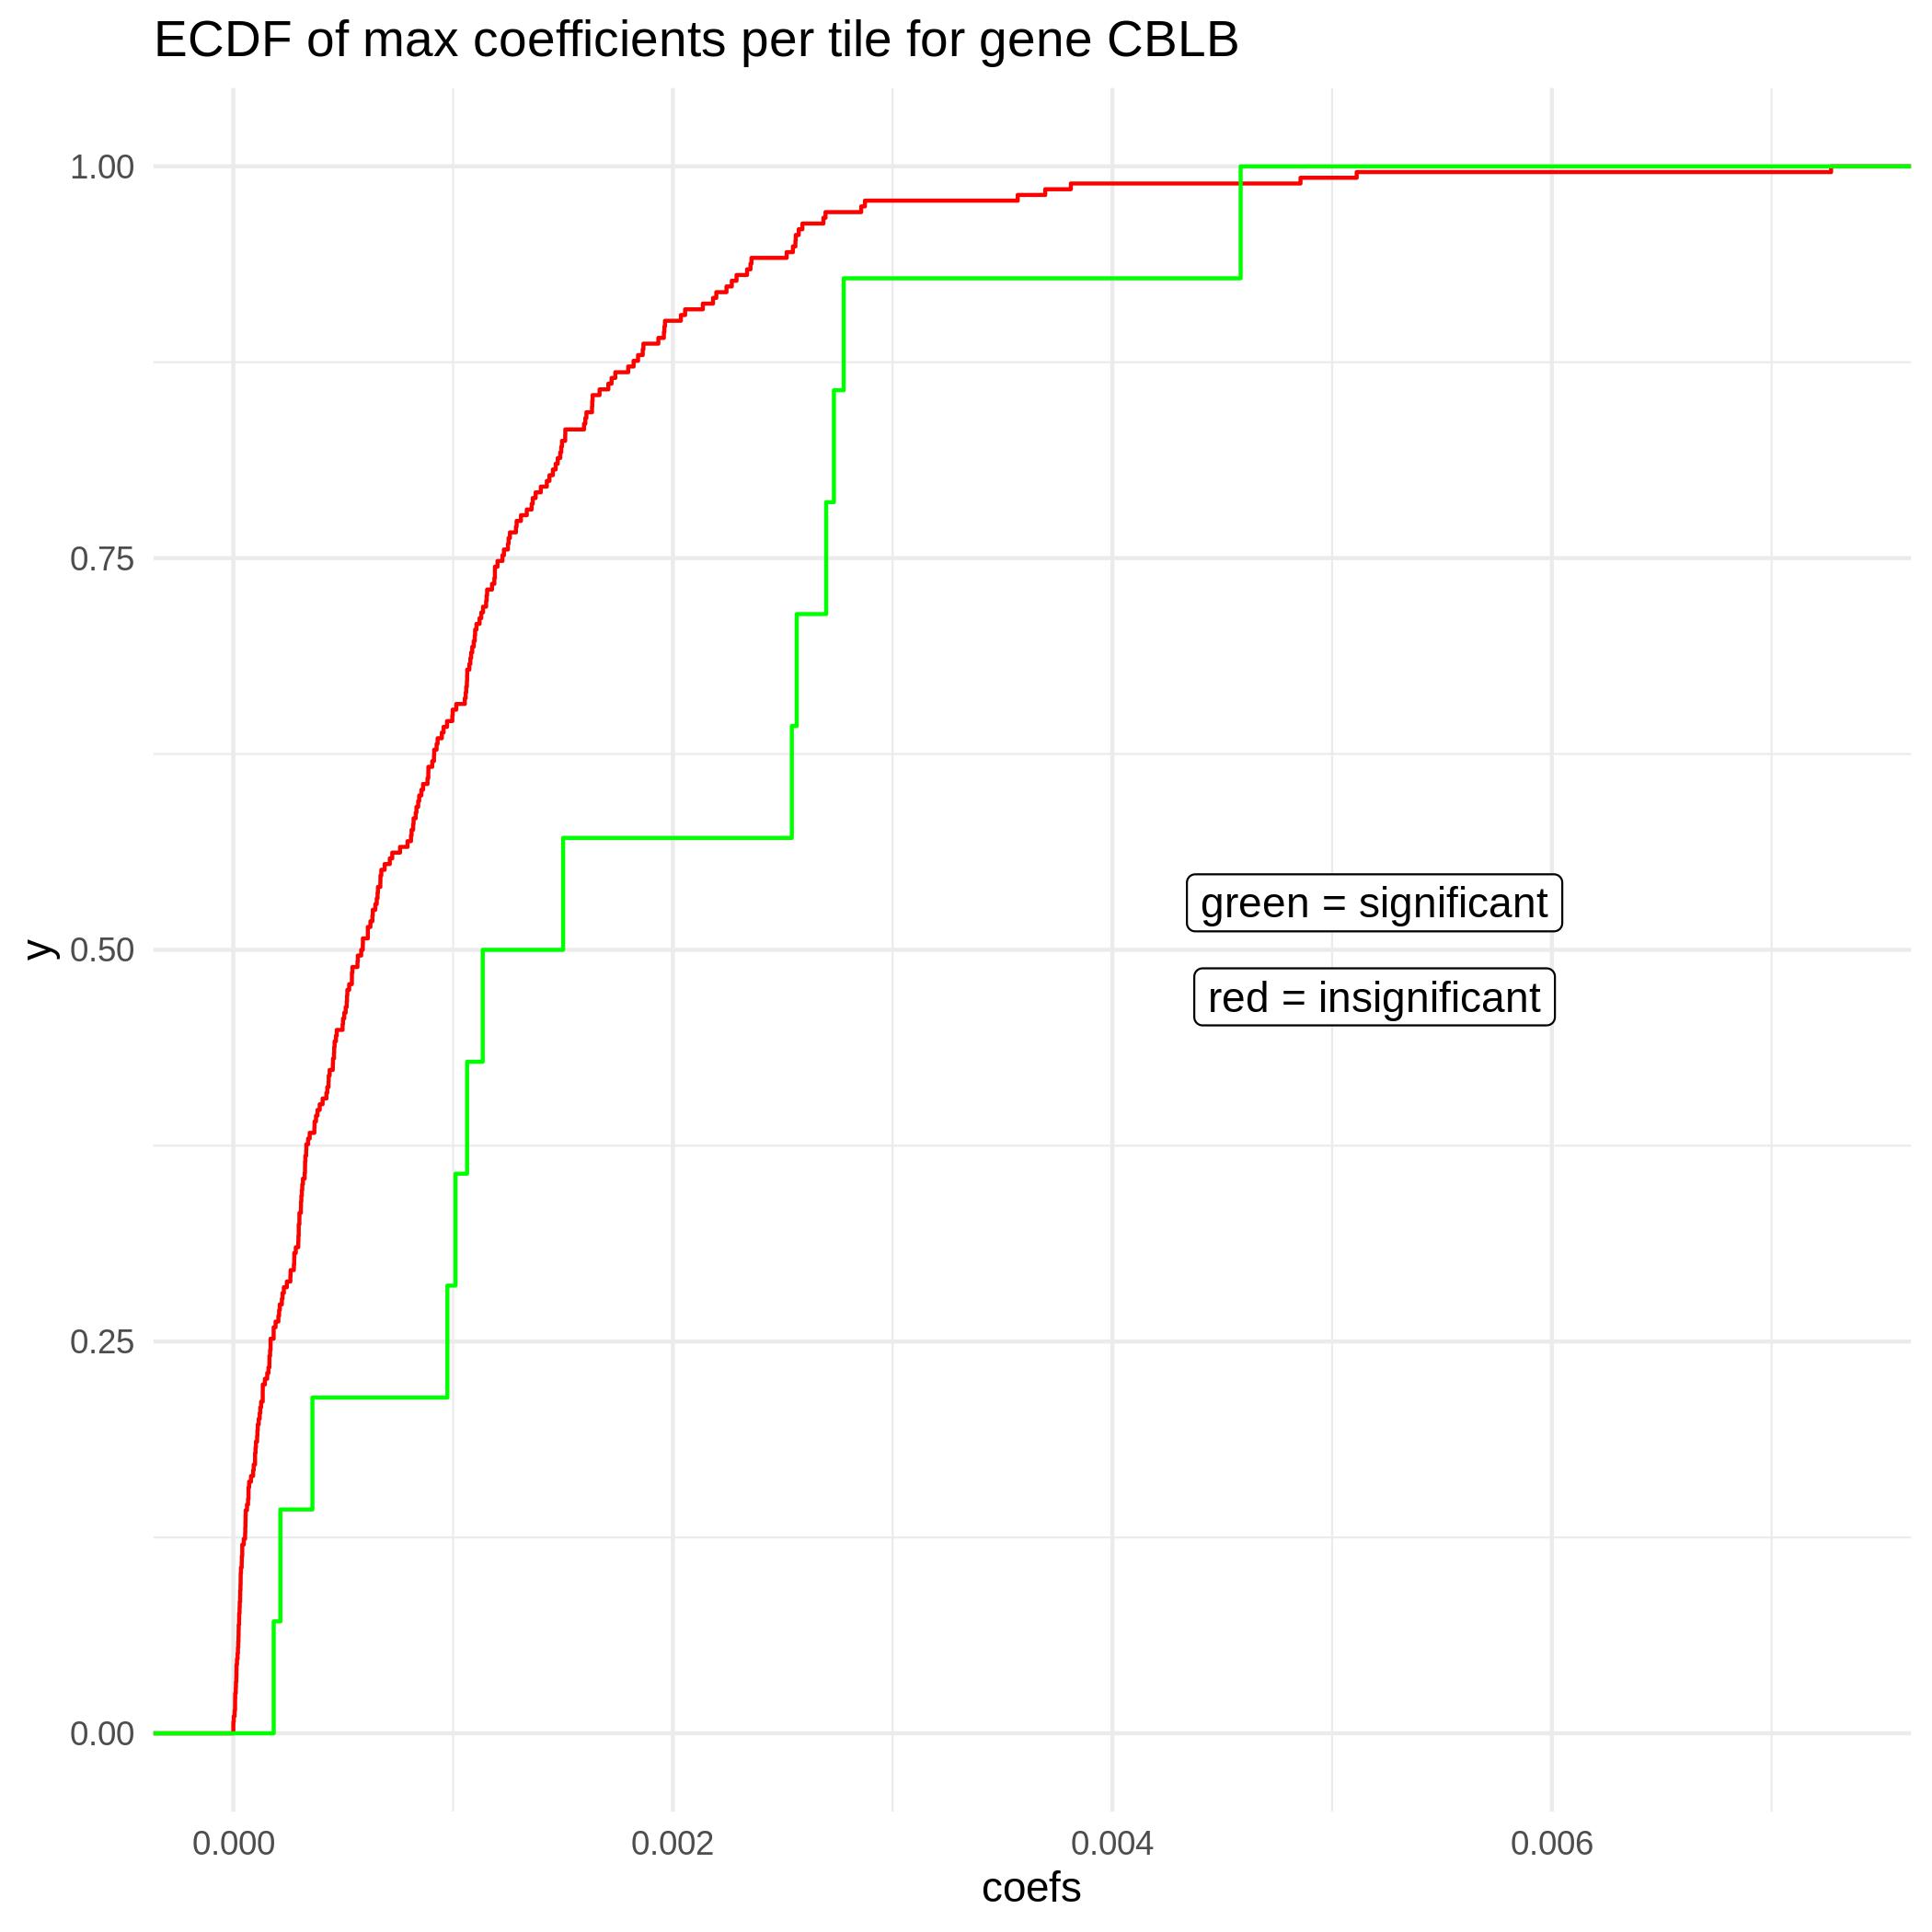 ECDF of max coefficients per tile for gene CBLB
1.00
0.75
y
0.50
0.25
0.00
green = significant
red = insignificant
0.000
0.002
0.004
0.006
coefs